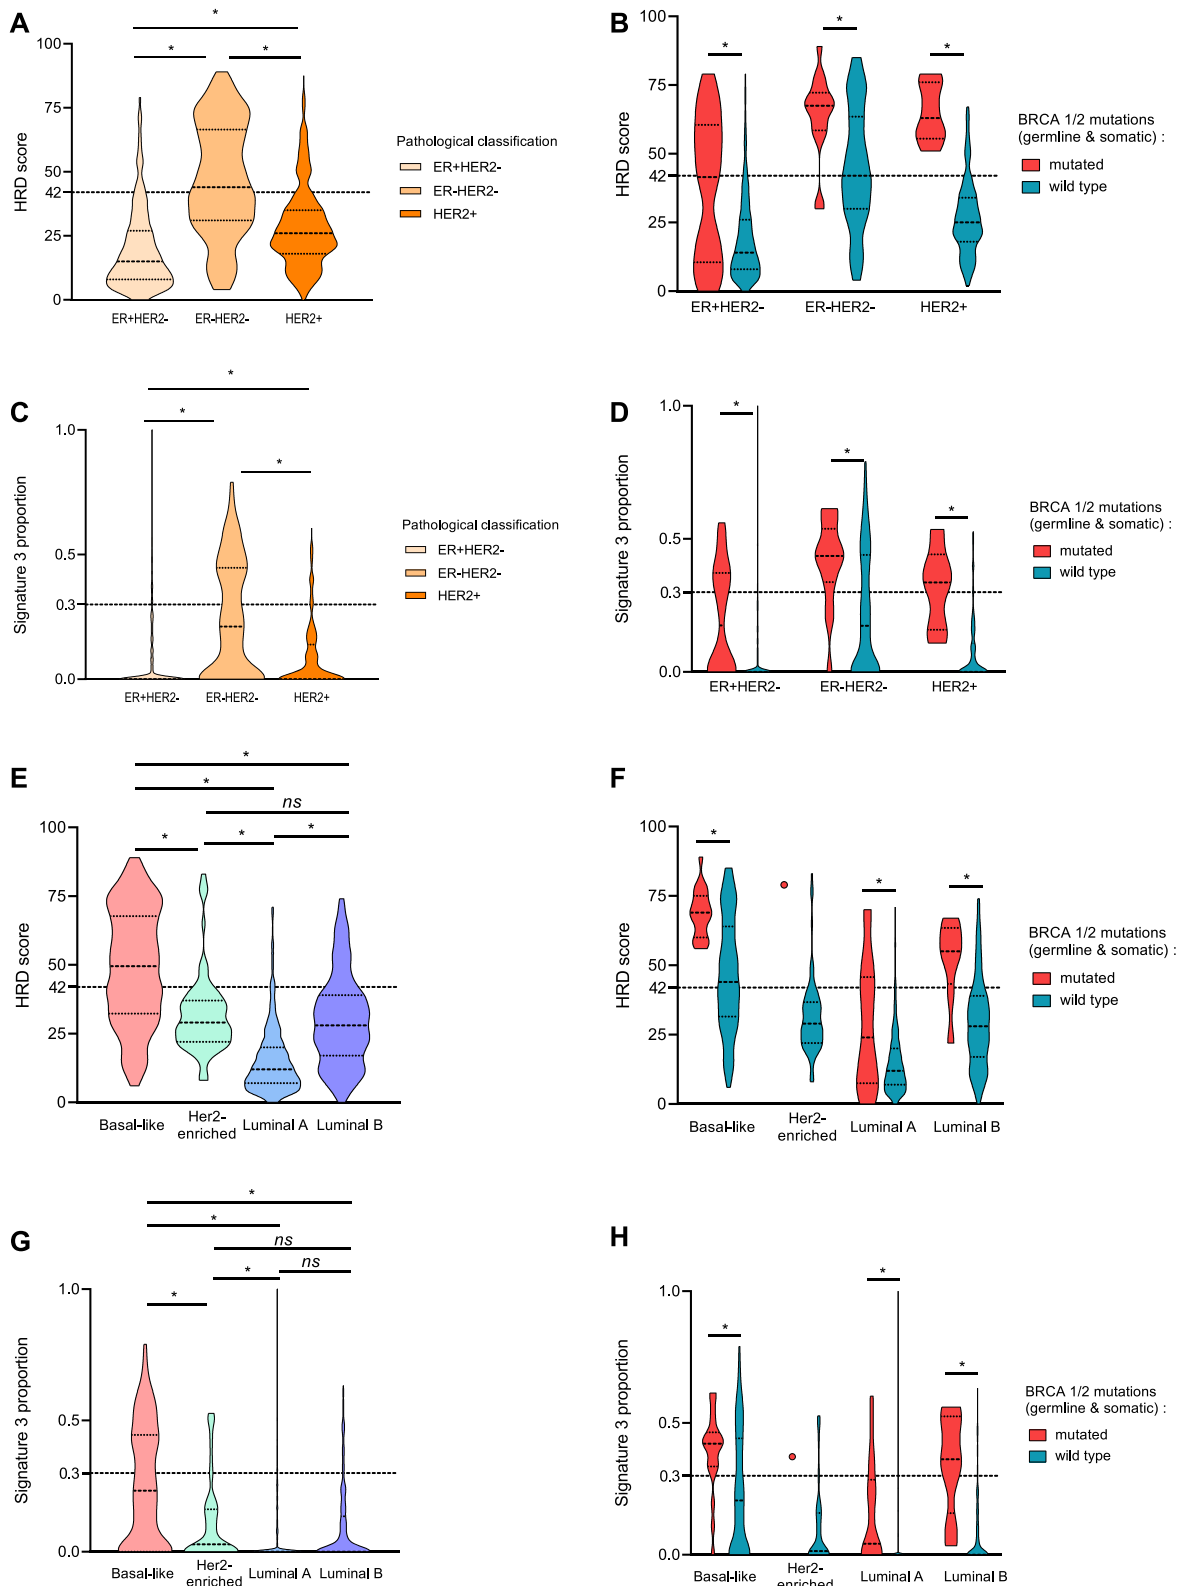 A
*
*
*
100
75
50
42
25
0
HRD score
ER+HER2-
ER-HER2-
HER2+
Pathological classification
ER+HER2-
ER-HER2-
HER2+
B
*
*
*
100
75
50
42
25
0
HRD score
ER+HER2-
ER-HER2-
HER2+
BRCA 1/2 mutations
(germline & somatic) :
mutated
wild type
C
*
*
*
1.0
0.5
0.3
0.0
Signature 3 proportion
ER+HER2-
ER-HER2-
HER2+
Pathological classification
ER+HER2-
ER-HER2-
HER2+
D
*
*
*
1.0
0.5
0.3
0.0
Signature 3 proportion
ER+HER2-
ER-HER2-
HER2+
BRCA 1/2 mutations
(germline & somatic) :
mutated
wild type
E
*
*
ns
*
*
*
100
75
50
42
25
0
HRD score
Basal-like
Her2-
enriched
Luminal A
Luminal B
F
*
*
*
100
75
50
42
25
0
HRD score
Basal-like
Her2-
enriched
Luminal A
Luminal B
BRCA 1/2 mutations
(germline & somatic) :
mutated
wild type
G
*
*
ns
ns
*
*
1.0
0.5
0.3
0.0
Signature 3 proportion
Basal-like
Her2-
enriched
Luminal A
Luminal B
H
*
*
*
1.0
0.5
0.3
0.0
Signature 3 proportion
Basal-like
Her2-
enriched
Luminal A
Luminal B
BRCA 1/2 mutations
(germline & somatic) :
mutated
wild type